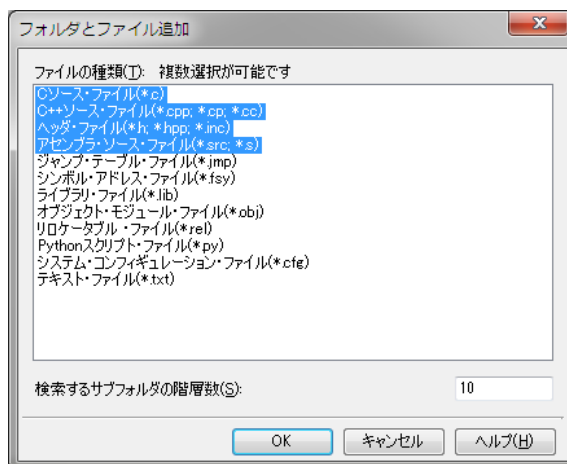 フォルダとファイル追加
ファイルの種類(T): 複数選択が可能です
Cソース・ファイル(*.c)
C++ソース・ファイル(*.cpp; *.cp; *.cc)
ヘッダ・ファイル(*.h; *.hpp; *.inc)
アセンブラ・ソース・ファイル(*.src; *.s)
ジャンプ・テーブル・ファイル(*.jmp)
シンボル・アドレス・ファイル(*.fsy)
ライブラリ・ファイル(*.lib)
オブジェクト・モジュール・ファイル(*.obj)
リロケータブル ・ファイル(*.rel)
Pythonスクリプト・ファイル(*.py)
システム・コンフィギュレーション・ファイル(*.cfg)
テキスト・ファイル(*.txt)
検索するサブフォルダの階層数(S): 10
OK キャンセル ヘルプ(H)